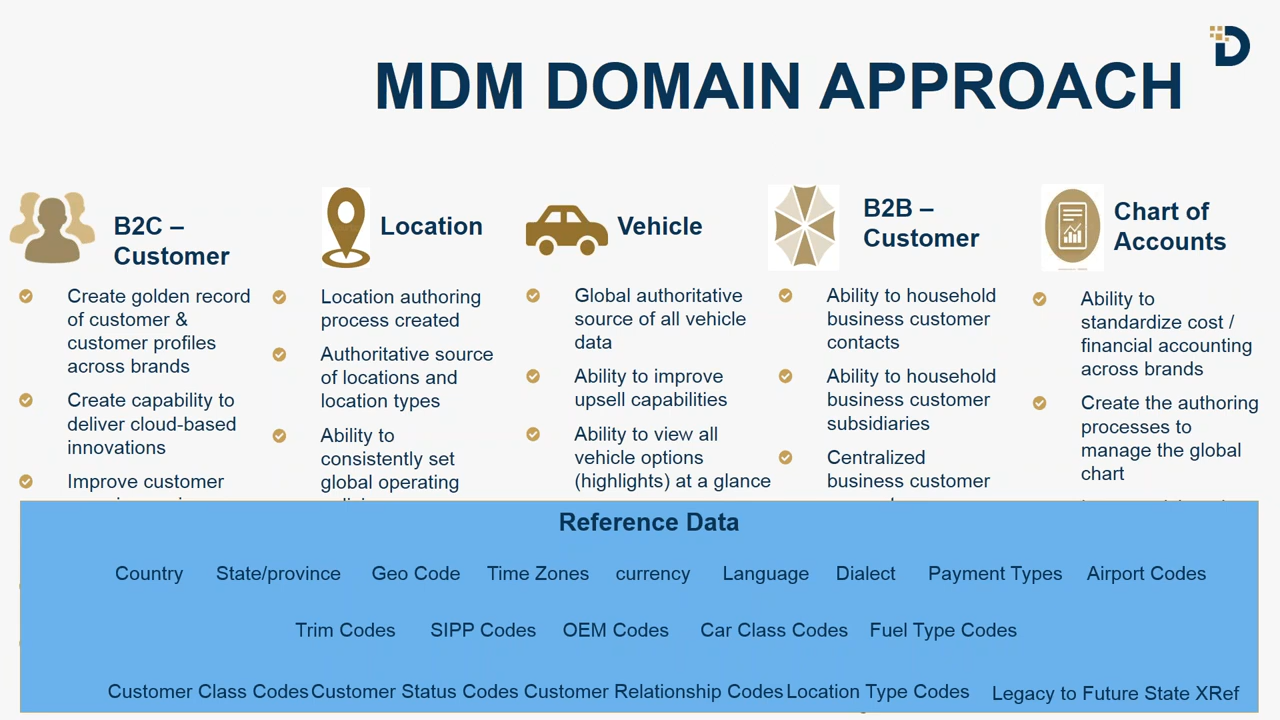 MDM DOMAIN APPROACH
B2C –
Customer
Create golden record
of customer &
customer profiles
across brands
Create capability to
deliver cloud-based
innovations
Improve customer
Location
Location authoring
process created
Authoritative source
of locations and
location types
Ability to
consistently set
global operating
Vehicle
Global authoritative
source of all vehicle
data
Ability to improve
upsell capabilities
Ability to view all
vehicle options
(highlights) at a glance
B2B –
Customer
Ability to household
business customer
contacts
Ability to household
business customer
subsidiaries
Centralized
business customer
Chart of
Accounts
Ability to
standardize cost /
financial accounting
across brands
Create the authoring
processes to
manage the global
chart
Reference Data
Country State/province Geo Code Time Zones currency Language Dialect Payment Types Airport Codes
Trim Codes SIPP Codes OEM Codes Car Class Codes Fuel Type Codes
Customer Class Codes Customer Status Codes Customer Relationship Codes Location Type Codes Legacy to Future State XRef